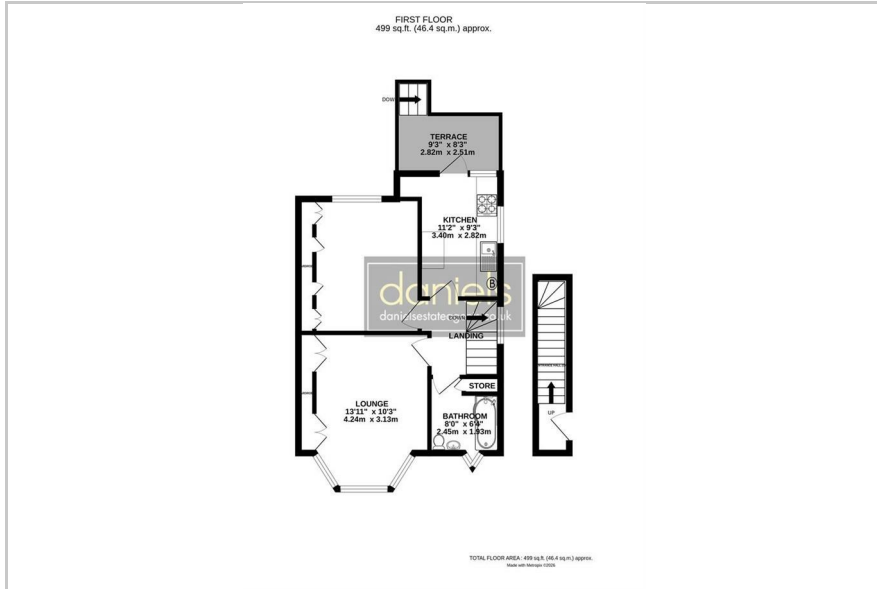 FIRST FLOOR
499 sq.ft. (46.4 sq.m.) approx.
DOWN
TERRACE
9'3" x 8'3"
2.82m x 2.51m
KITCHEN
11'2" x 9'3"
3.40m x 2.82m
B
daniels
danielsestateagents.co.uk
DOWN
LANDING
STORE
LOUNGE
13'11" x 10'3"
4.24m x 3.13m
BATHROOM
8'0" x 6'4"
2.45m x 1.93m
UP
TOTAL FLOOR AREA : 499 sq.ft. (46.4 sq.m.) approx.
Made with Metropix ©2026